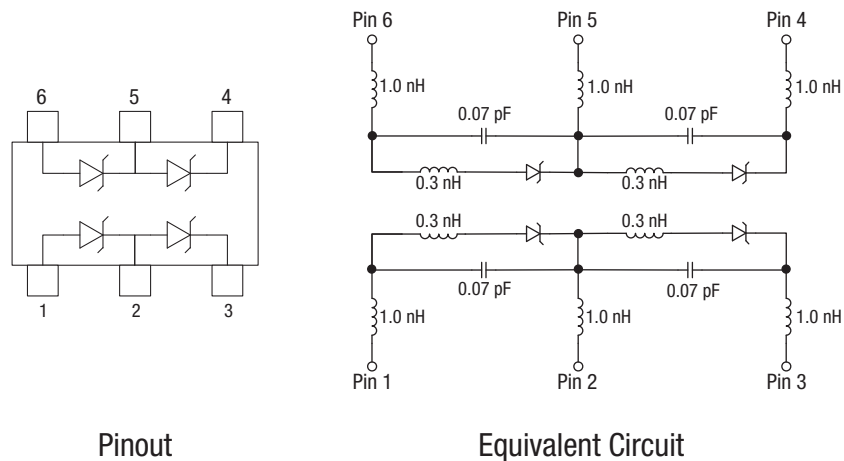 6 5 4
1 2 3
Pinout
Pin 6 Pin 5 Pin 4
1.0 nH 1.0 nH 1.0 nH
0.07 pF 0.07 pF
0.3 nH 0.3 nH
0.3 nH 0.3 nH
0.07 pF 0.07 pF
1.0 nH 1.0 nH 1.0 nH
Pin 1 Pin 2 Pin 3
Equivalent Circuit